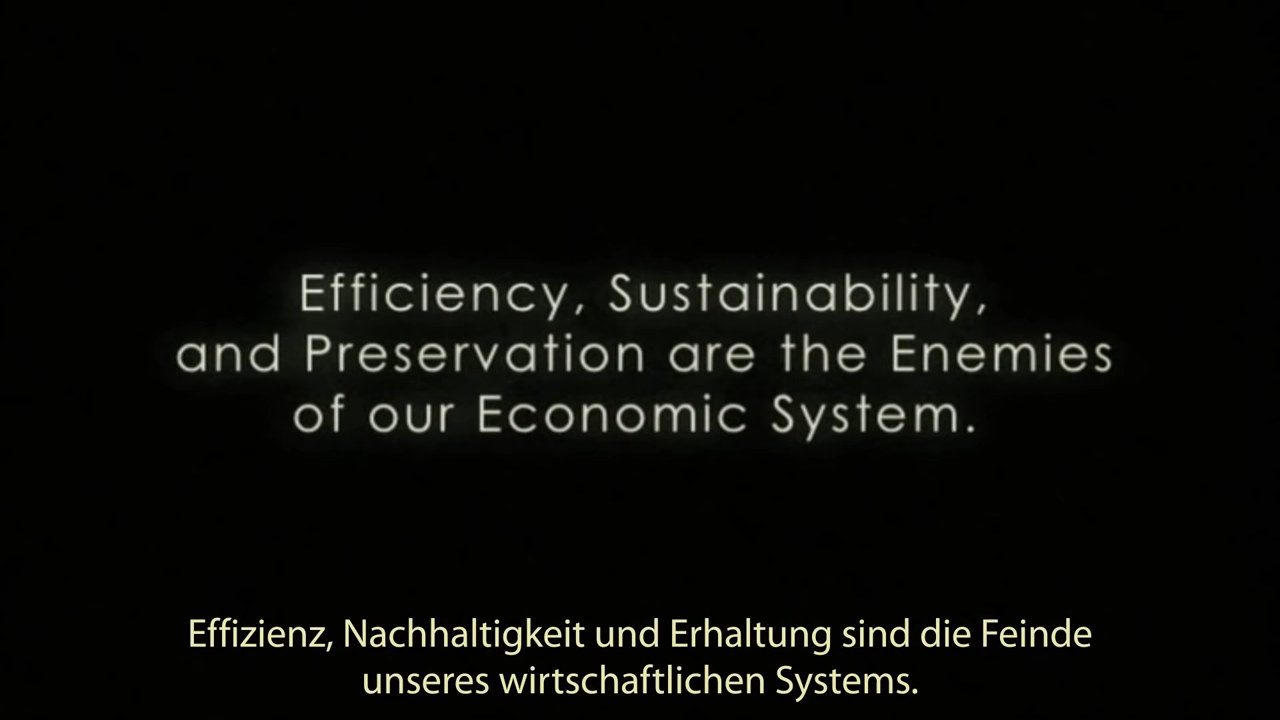 Efficiency, Sustainability,
and Preservation are the Enemies
of our Economic System.
Effizienz, Nachhaltigkeit und Erhaltung sind die Feinde
unseres wirtschaftlichen Systems.